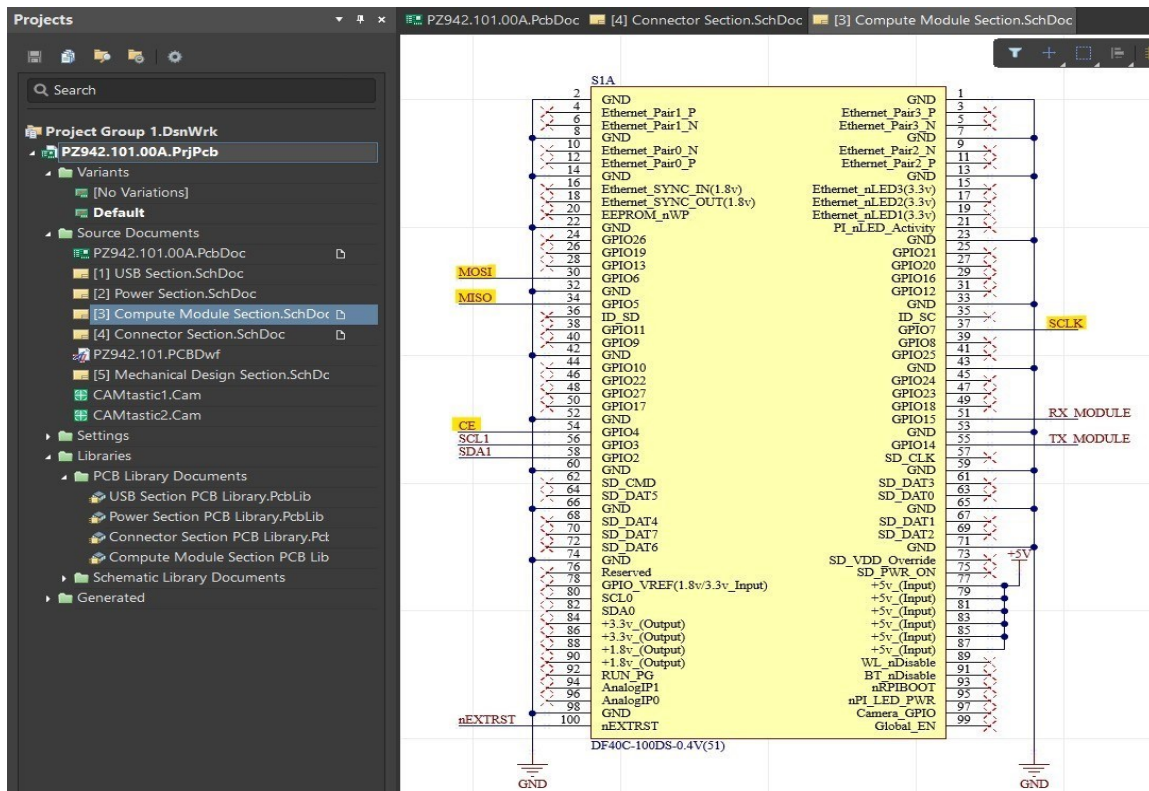 Projects
PZ942.101.00A.PcbDoc
[4] Connector Section.SchDoc
[3] Compute Module Section.SchDoc
Search
Project Group 1.DsnWrk
PZ942.101.00A.PrjPcb
Variants
[No Variations]
Default
Source Documents
PZ942.101.00A.PcbDoc
[1] USB Section.SchDoc
[2] Power Section.SchDoc
[3] Compute Module Section.SchDoc
[4] Connector Section.SchDoc
PZ942.101.PCBDwf
[5] Mechanical Design Section.SchDc
CAMtastic1.Cam
CAMtastic2.Cam
Settings
Libraries
PCB Library Documents
USB Section PCB Library.PcbLib
Power Section PCB Library.PcbLib
Connector Section PCB Library.Pcl
Compute Module Section PCB Lib
Schematic Library Documents
Generated
S1A
2 GND GND 1
4 Ethernet_Pair1_P Ethernet_Pair3_P 3
6 Ethernet_Pair1_N Ethernet_Pair3_N 5
8 GND GND 7
10 Ethernet_Pair0_N Ethernet_Pair2_N 9
12 Ethernet_Pair0_P Ethernet_Pair2_P 11
14 GND GND 13
16 Ethernet_SYNC_IN(1.8v) Ethernet_nLED3(3.3v) 15
18 Ethernet_SYNC_OUT(1.8v) Ethernet_nLED2(3.3v) 17
20 EEPROM_nWP Ethernet_nLED1(3.3v) 19
22 GND PI_nLED_Activity 21
24 GPIO26 GND 23
26 GPIO19 GPIO21 25
28 GPIO13 GPIO20 27
MOSI 30 GPIO6 GPIO16 29
32 GND GPIO12 31
MISO 34 GPIO5 GND 33
36 ID_SD ID_SC 35
38 GPIO11 GPIO7 37 SCLK
40 GPIO9 GPIO8 39
42 GND GPIO25 41
44 GPIO10 GND 43
46 GPIO22 GPIO24 45
48 GPIO27 GPIO23 47
50 GPIO17 GPIO18 49
52 GND GPIO15 51 RX_MODULE
CE 54 GPIO4 GND 53
SCL1 56 GPIO3 GPIO14 55 TX_MODULE
SDA1 58 GPIO2 SD_CLK 57
60 GND GND 59
62 SD_CMD SD_DAT3 61
64 SD_DAT5 SD_DAT0 63
66 GND GND 65
68 SD_DAT4 SD_DAT1 67
70 SD_DAT7 SD_DAT2 69
72 SD_DAT6 GND 71
74 GND SD_VDD_Override 73 +5V
76 Reserved SD_PWR_ON 75
78 GPIO_VREF(1.8v/3.3v_Input) +5v_(Input) 77
80 SCL0 +5v_(Input) 79
82 SDA0 +5v_(Input) 81
84 +3.3v_(Output) +5v_(Input) 83
86 +3.3v_(Output) +5v_(Input) 85
88 +1.8v_(Output) +5v_(Input) 87
90 +1.8v_(Output) WL_nDisable 89
92 RUN_PG BT_nDisable 91
94 AnalogIP1 nRPIBOOT 93
96 AnalogIP0 nPI_LED_PWR 95
98 GND Camera_GPIO 97
nEXTRST 100 nEXTRST Global_EN 99
DF40C-100DS-0.4V(51)
GND GND